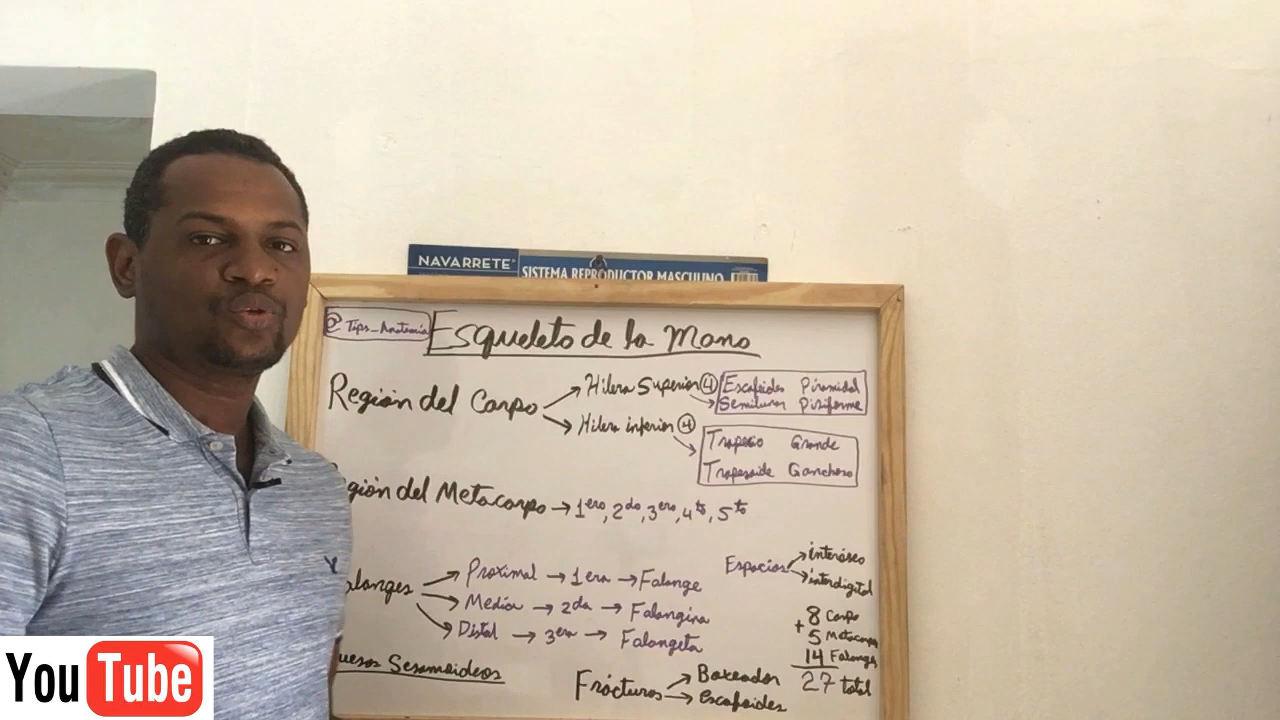 NAVARRETE
SISTEMA REPRODUCTOR MASCULINO
@Tips_Anatomía
Esqueleto de la Mano
Región del Carpo
Hilera Superior 4
Escafoides Piramidal
Semilunar Pisiforme
Hilera inferior 4
Trapecio Grande
Trapezoide Ganchoso
gión del Metacarpo → 1ero, 2do, 3ero, 4to, 5to
alanges
Proximal → 1era → Falange
Media → 2da → Falangina
Distal → 3era → Falangeta
Espacios
interóseo
interdigital
8 Carpo
+ 5 Metacarpo
14 Falanges
27 total
uesos Sesamoideos
Fracturas
Boxeador
escafoides
YouTube